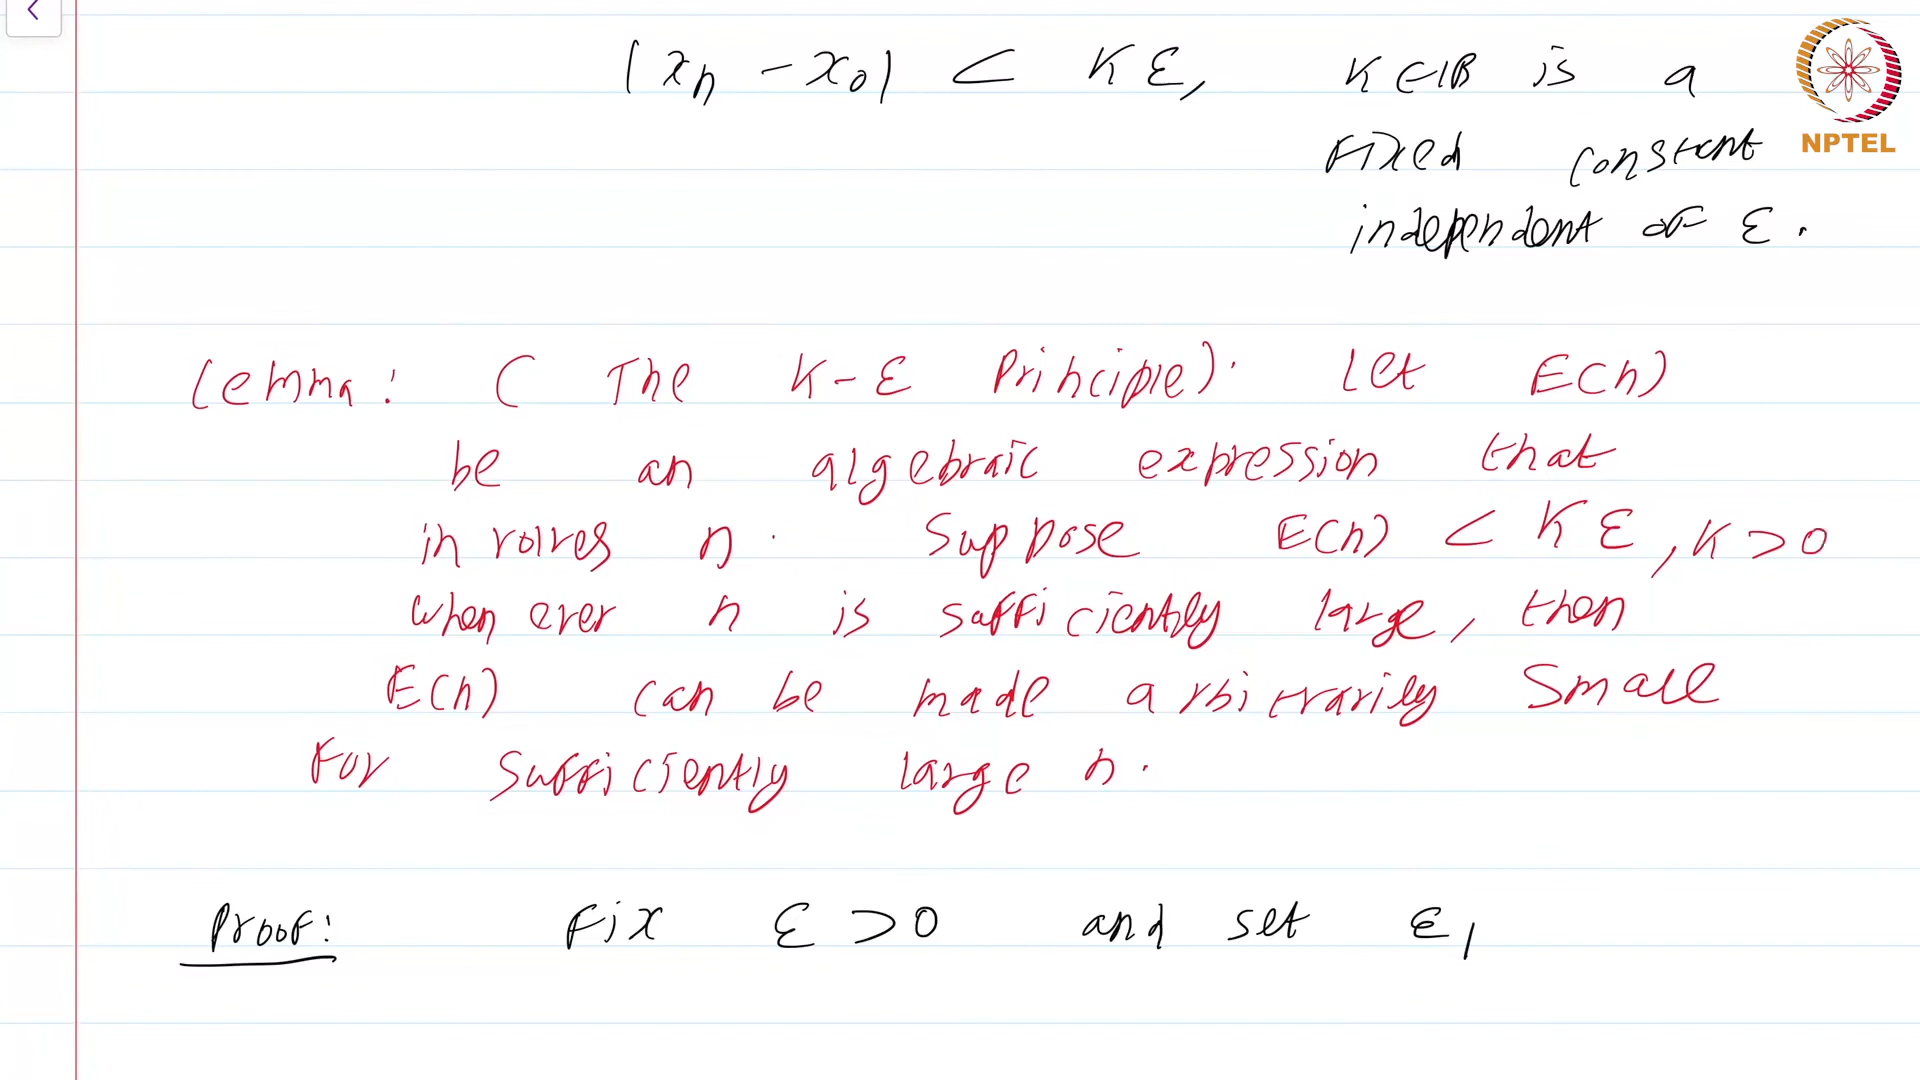 |xn - x0| < K ε, K ∈ IR is a
NPTEL
Fixed constant
independent of ε.
Lemma: ( The K-ε Principle). Let E(n)
be an algebraic expression that
involves n. Suppose E(n) < K ε, K > 0
whenever n is sufficiently large, then
E(n) can be made arbitrarily small
For sufficiently large n.
Proof: Fix ε > 0 and set ε1